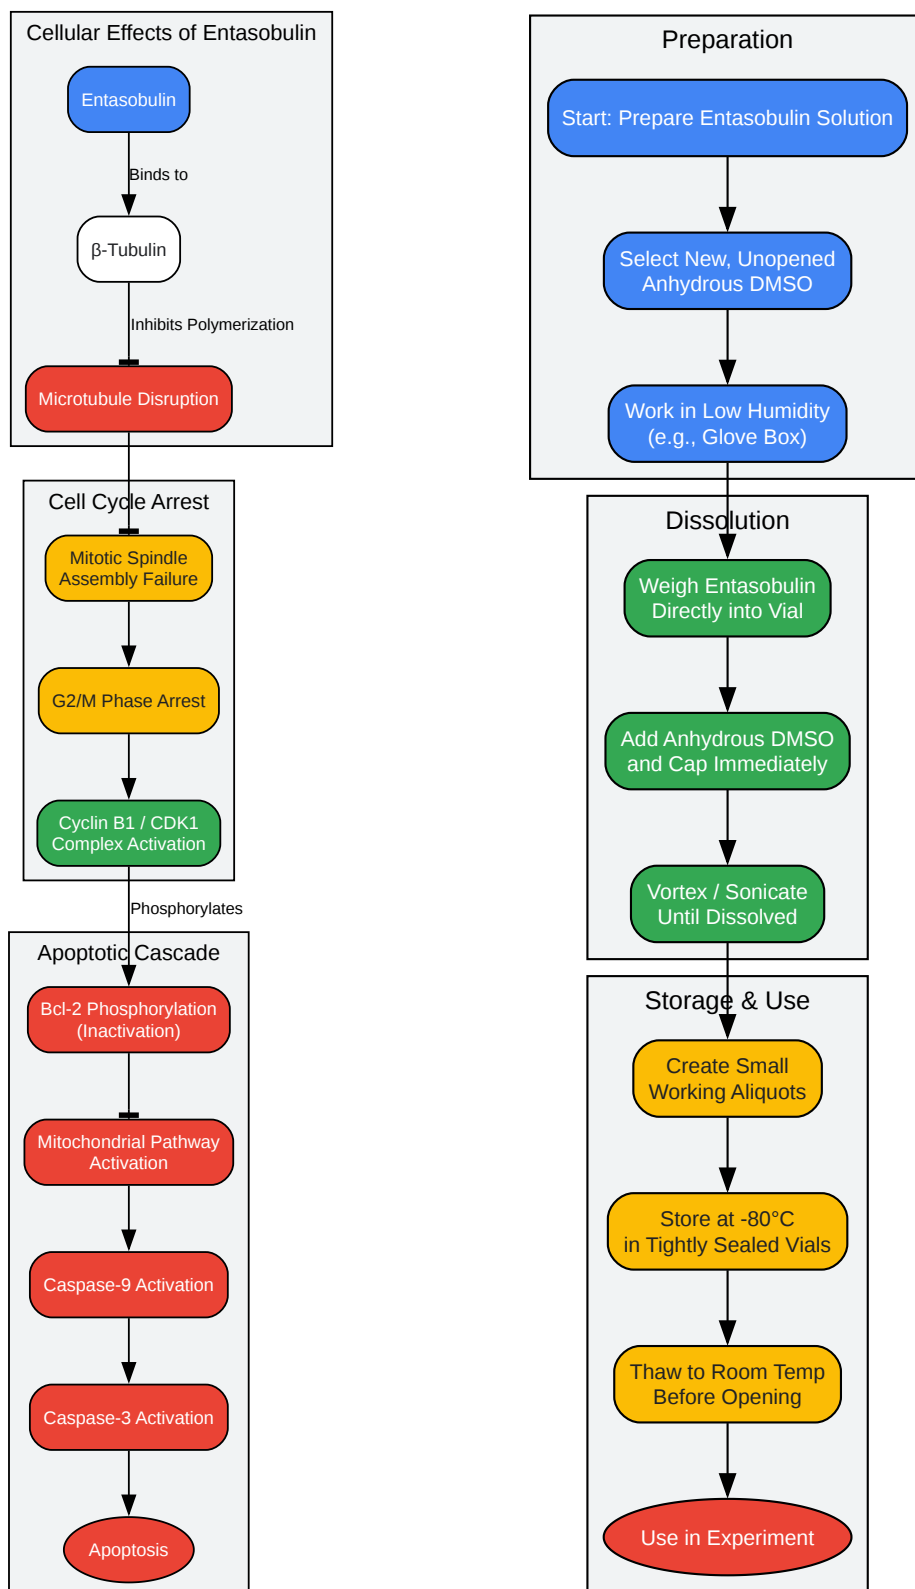 Cellular Effects of Entasobulin
Entasobulin
Binds to
β-Tubulin
Inhibits Polymerization
Microtubule Disruption
Cell Cycle Arrest
Mitotic Spindle
Assembly Failure
G2/M Phase Arrest
Cyclin B1 / CDK1
Complex Activation
Phosphorylates
Apoptotic Cascade
Bcl-2 Phosphorylation
(Inactivation)
Mitochondrial Pathway
Activation
Caspase-9 Activation
Caspase-3 Activation
Apoptosis
Preparation
Start: Prepare Entasobulin Solution
Select New, Unopened
Anhydrous DMSO
Work in Low Humidity
(e.g., Glove Box)
Dissolution
Weigh Entasobulin
Directly into Vial
Add Anhydrous DMSO
and Cap Immediately
Vortex / Sonicate
Until Dissolved
Storage & Use
Create Small
Working Aliquots
Store at -80°C
in Tightly Sealed Vials
Thaw to Room Temp
Before Opening
Use in Experiment